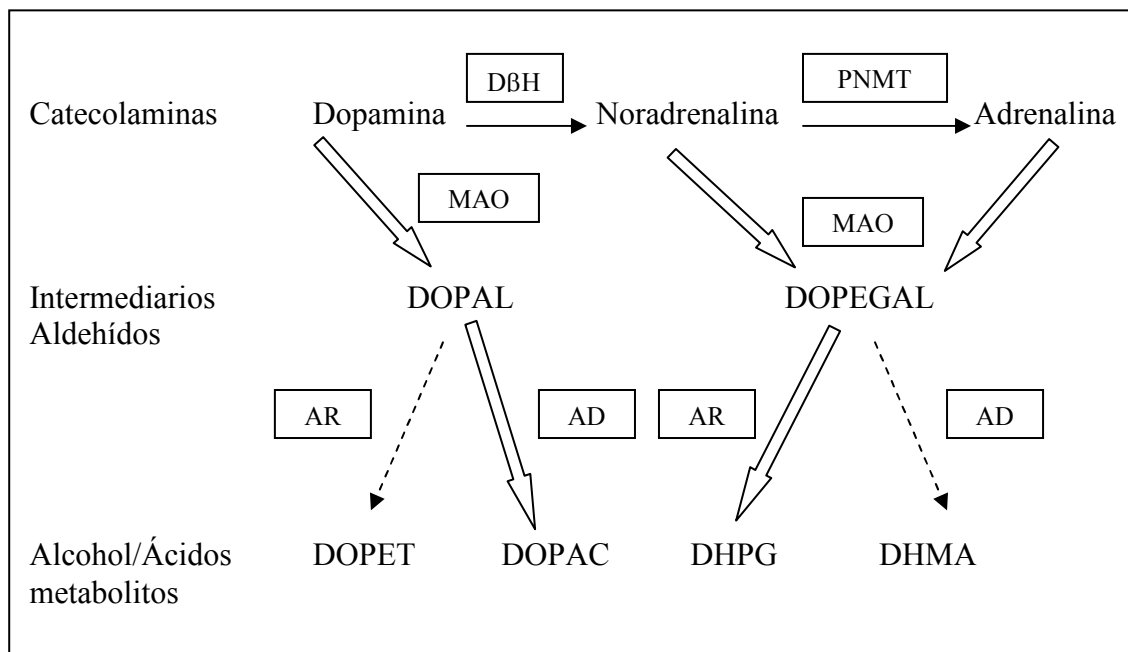 DβH
PNMT
Catecolaminas Dopamina Noradrenalina Adrenalina
MAO
MAO
Intermediarios DOPAL DOPEGAL
Aldehídos
AR AD AR AD
Alcohol/Ácidos DOPET DOPAC DHPG DHMA
metabolitos